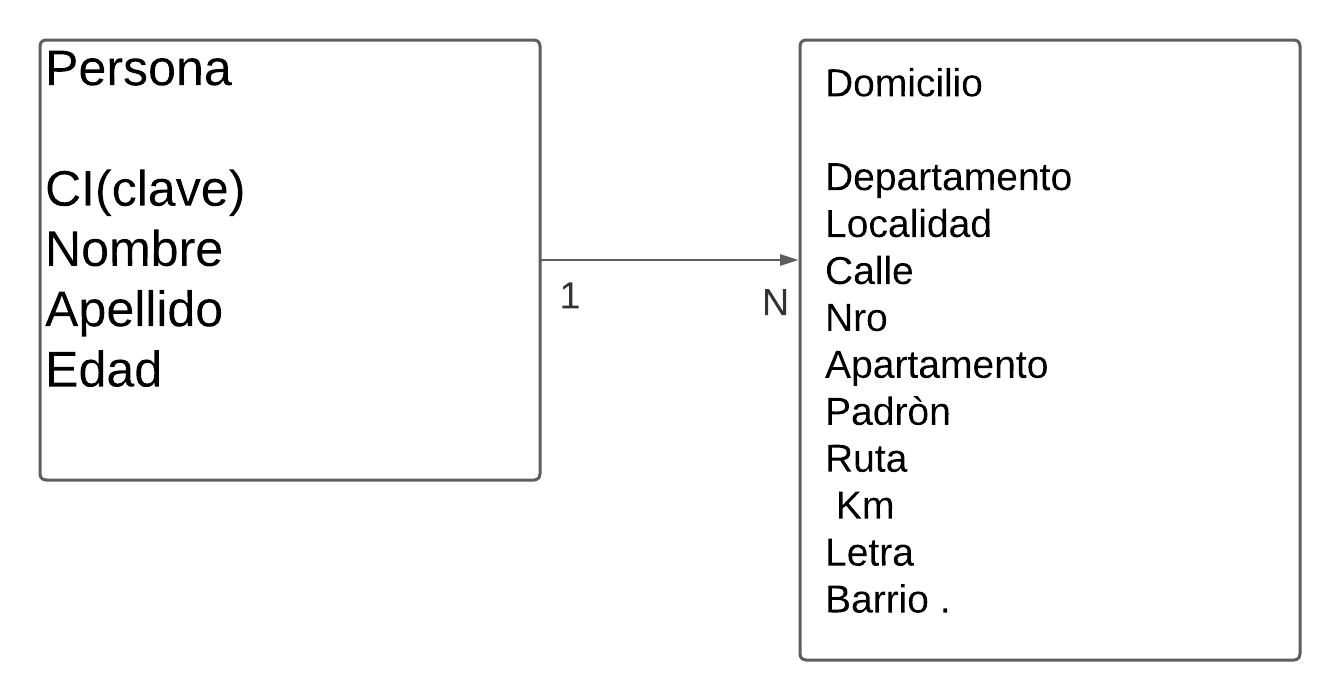 Persona
CI(clave)
Nombre
Apellido
Edad
1
N
Domicilio
Departamento
Localidad
Calle
Nro
Apartamento
Padròn
Ruta
Km
Letra
Barrio .